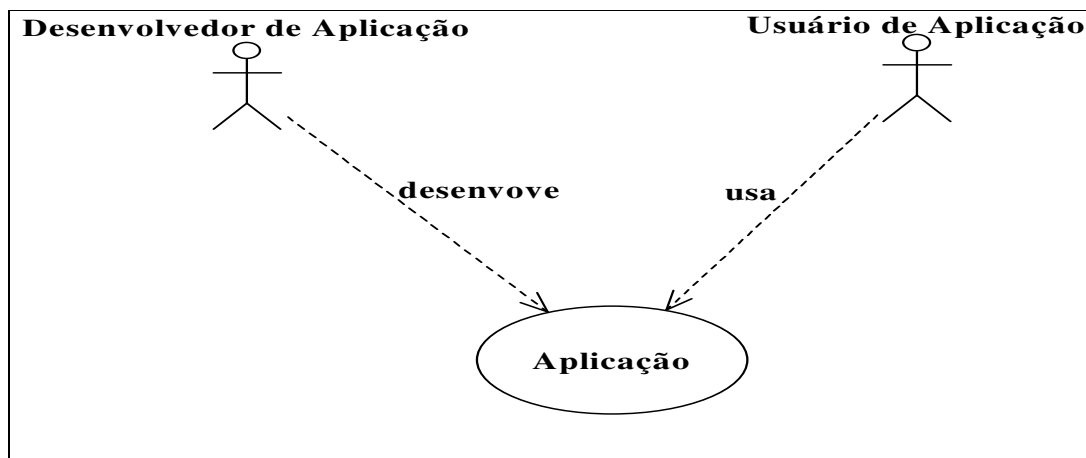 Desenvolvedor de Aplicação
Usuário de Aplicação
desenvove
usa
Aplicação